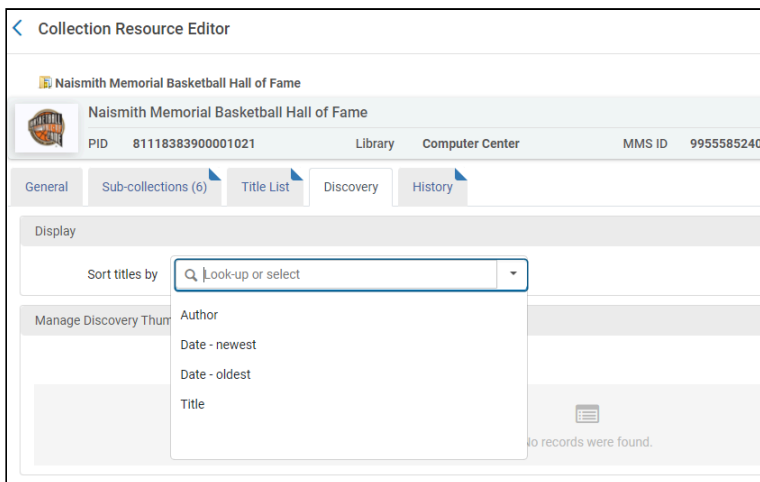 Collection Resource Editor
Naismith Memorial Basketball Hall of Fame
Naismith Memorial Basketball Hall of Fame
PID 81118383900001021 Library Computer Center MMS ID 9955585240
General Sub-collections (6) Title List Discovery History
Display
Sort titles by Look-up or select
Author
Manage Discovery
Date - newest
Date - oldest
Title
records were found.